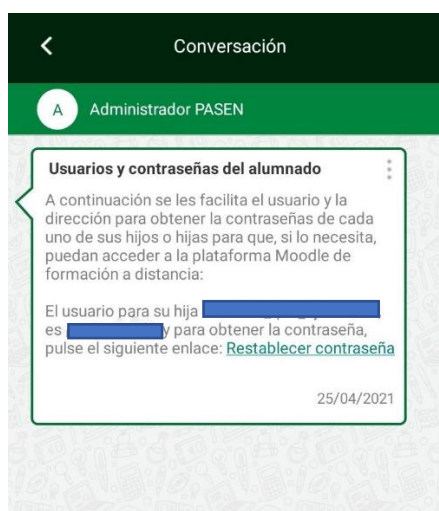 Conversación
A
Administrador PASEN
Usuarios y contraseñas del alumnado
A continuación se les facilita el usuario y la
dirección para obtener la contraseñas de cada
uno de sus hijos o hijas para que, si lo necesita,
puedan acceder a la plataforma Moodle de
formación a distancia:
El usuario para su hija
es y para obtener la contraseña,
pulse el siguiente enlace: Restablecer contraseña
25/04/2021